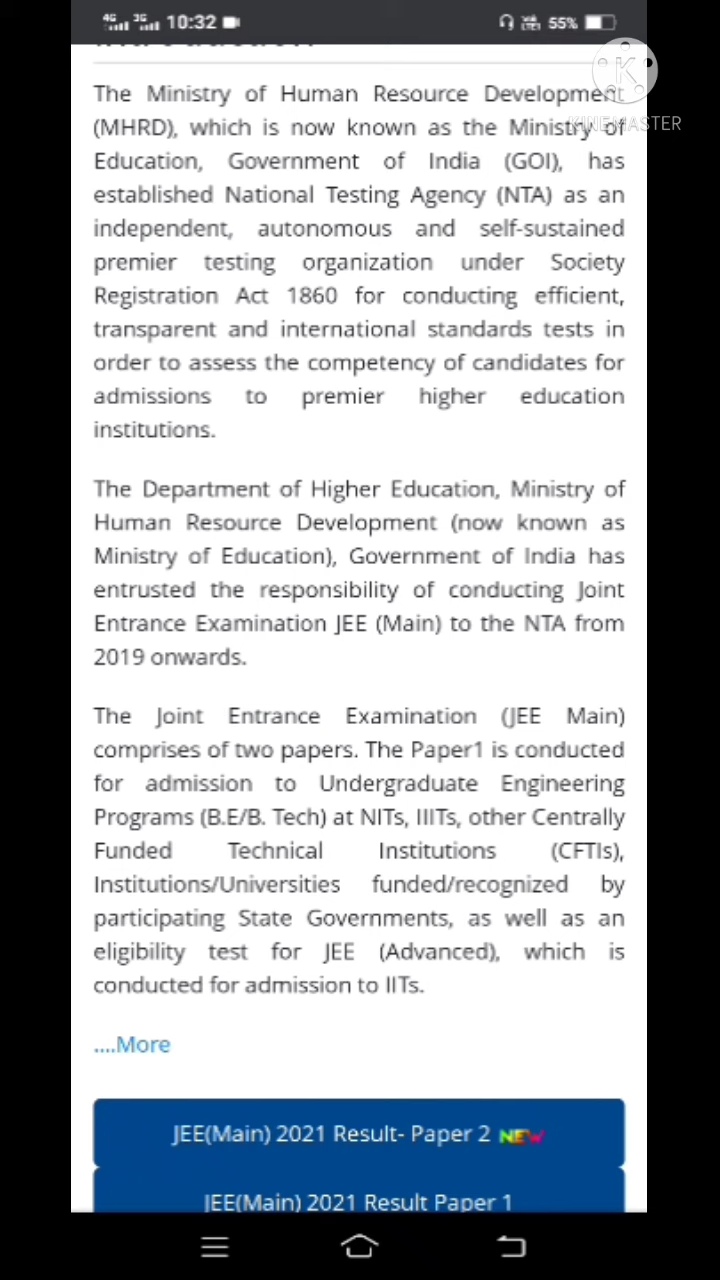 4G 3G 10:32 55%
K
KINEMASTER
The Ministry of Human Resource Development
(MHRD), which is now known as the Ministry of
Education, Government of India (GOI), has
established National Testing Agency (NTA) as an
independent, autonomous and self-sustained
premier testing organization under Society
Registration Act 1860 for conducting efficient,
transparent and international standards tests in
order to assess the competency of candidates for
admissions to premier higher education
institutions.
The Department of Higher Education, Ministry of
Human Resource Development (now known as
Ministry of Education), Government of India has
entrusted the responsibility of conducting Joint
Entrance Examination JEE (Main) to the NTA from
2019 onwards.
The Joint Entrance Examination (JEE Main)
comprises of two papers. The Paper1 is conducted
for admission to Undergraduate Engineering
Programs (B.E/B. Tech) at NITs, IIITs, other Centrally
Funded Technical Institutions (CFTIs),
Institutions/Universities funded/recognized by
participating State Governments, as well as an
eligibility test for JEE (Advanced), which is
conducted for admission to IITs.
....More
JEE(Main) 2021 Result- Paper 2 NEW
JEE(Main) 2021 Result Paper 1